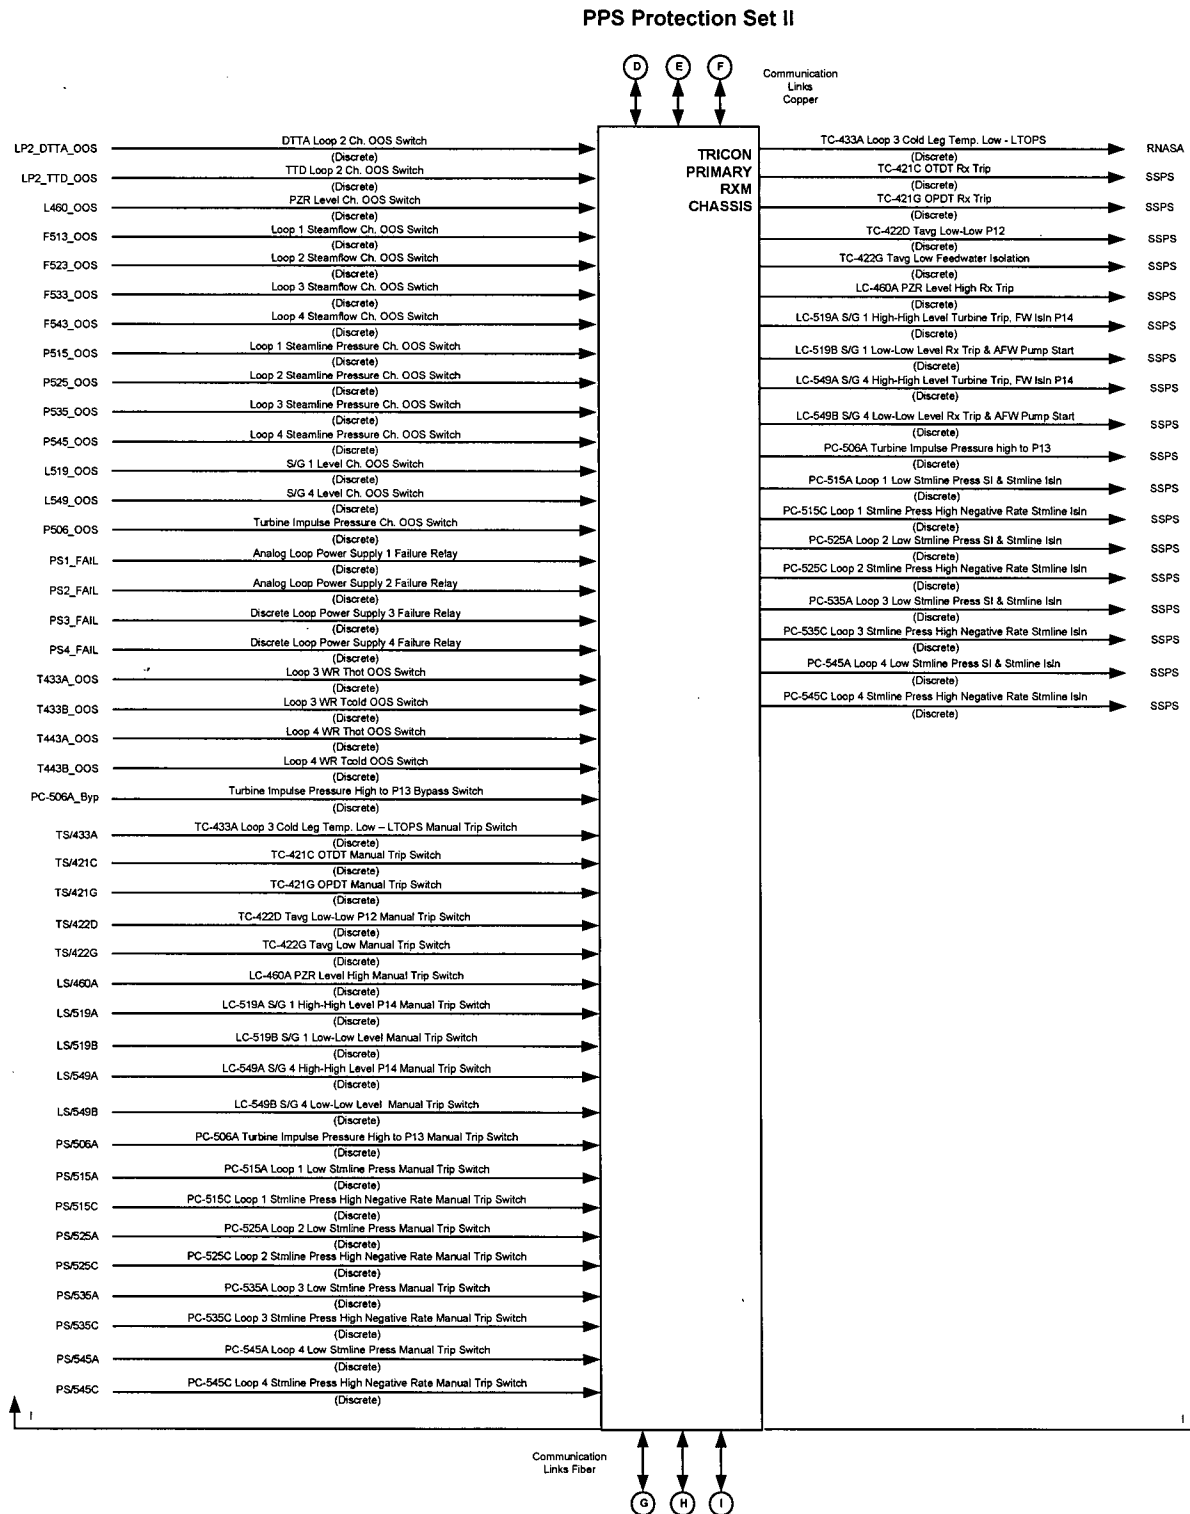 PPS Protection Set II
D E F
Communication
Links
Copper
TRICON
PRIMARY
RXM
CHASSIS
LP2_DTTA_OOS DTTA Loop 2 Ch. OOS Switch
(Discrete)
LP2_TTD_OOS TTD Loop 2 Ch. OOS Switch
(Discrete)
L460_OOS PZR Level Ch. OOS Switch
(Discrete)
F513_OOS Loop 1 Steamflow Ch. OOS Switch
(Discrete)
F523_OOS Loop 2 Steamflow Ch. OOS Switch
(Discrete)
F533_OOS Loop 3 Steamflow Ch. OOS Swtich
(Discrete)
F543_OOS Loop 4 Steamflow Ch. OOS Switch
(Discrete)
P515_OOS Loop 1 Steamline Pressure Ch. OOS Switch
(Discrete)
P525_OOS Loop 2 Steamline Pressure Ch. OOS Switch
(Discrete)
P535_OOS Loop 3 Steamline Pressure Ch. OOS Switch
(Discrete)
P545_OOS Loop 4 Steamline Pressure Ch. OOS Switch
(Discrete)
L519_OOS S/G 1 Level Ch. OOS Switch
(Discrete)
L549_OOS S/G 4 Level Ch. OOS Switch
(Discrete)
P506_OOS Turbine Impulse Pressure Ch. OOS Switch
(Discrete)
PS1_FAIL Analog Loop Power Supply 1 Failure Relay
(Discrete)
PS2_FAIL Analog Loop Power Supply 2 Failure Relay
(Discrete)
PS3_FAIL Discrete Loop Power Supply 3 Failure Relay
(Discrete)
PS4_FAIL Discrete Loop Power Supply 4 Failure Relay
(Discrete)
T433A_OOS Loop 3 WR Thot OOS Switch
(Discrete)
T433B_OOS Loop 3 WR Tcold OOS Switch
(Discrete)
T443A_OOS Loop 4 WR Thot OOS Switch
(Discrete)
T443B_OOS Loop 4 WR Tcold OOS Switch
(Discrete)
PC-506A_Byp Turbine Impulse Pressure High to P13 Bypass Switch
(Discrete)
TS/433A TC-433A Loop 3 Cold Leg Temp. Low – LTOPS Manual Trip Switch
(Discrete)
TS/421C TC-421C OTDT Manual Trip Switch
(Discrete)
TS/421G TC-421G OPDT Manual Trip Switch
(Discrete)
TS/422D TC-422D Tavg Low-Low P12 Manual Trip Switch
(Discrete)
TS/422G TC-422G Tavg Low Manual Trip Switch
(Discrete)
LS/460A LC-460A PZR Level High Manual Trip Switch
(Discrete)
LS/519A LC-519A S/G 1 High-High Level P14 Manual Trip Switch
(Discrete)
LS/519B LC-519B S/G 1 Low-Low Level Manual Trip Switch
(Discrete)
LS/549A LC-549A S/G 4 High-High Level P14 Manual Trip Switch
(Discrete)
LS/549B LC-549B S/G 4 Low-Low Level Manual Trip Switch
(Discrete)
PS/506A PC-506A Turbine Impulse Pressure High to P13 Manual Trip Switch
(Discrete)
PS/515A PC-515A Loop 1 Low Stmline Press Manual Trip Switch
(Discrete)
PS/515C PC-515C Loop 1 Stmline Press High Negative Rate Manual Trip Switch
(Discrete)
PS/525A PC-525A Loop 2 Low Stmline Press Manual Trip Switch
(Discrete)
PS/525C PC-525C Loop 2 Stmline Press High Negative Rate Manual Trip Switch
(Discrete)
PS/535A PC-535A Loop 3 Low Stmline Press Manual Trip Switch
(Discrete)
PS/535C PC-535C Loop 3 Stmline Press High Negative Rate Manual Trip Switch
(Discrete)
PS/545A PC-545A Loop 4 Low Stmline Press Manual Trip Switch
(Discrete)
PS/545C PC-545C Loop 4 Stmline Press High Negative Rate Manual Trip Switch
(Discrete)
TC-433A Loop 3 Cold Leg Temp. Low - LTOPS RNASA
(Discrete)
TC-421C OTDT Rx Trip SSPS
(Discrete)
TC-421G OPDT Rx Trip SSPS
(Discrete)
TC-422D Tavg Low-Low P12 SSPS
(Discrete)
TC-422G Tavg Low Feedwater Isolation SSPS
(Discrete)
LC-460A PZR Level High Rx Trip SSPS
(Discrete)
LC-519A S/G 1 High-High Level Turbine Trip, FW Isln P14 SSPS
(Discrete)
LC-519B S/G 1 Low-Low Level Rx Trip & AFW Pump Start SSPS
(Discrete)
LC-549A S/G 4 High-High Level Turbine Trip, FW Isln P14 SSPS
(Discrete)
LC-549B S/G 4 Low-Low Level Rx Trip & AFW Pump Start SSPS
(Discrete)
PC-506A Turbine Impulse Pressure high to P13 SSPS
(Discrete)
PC-515A Loop 1 Low Stmline Press SI & Stmline Isln SSPS
(Discrete)
PC-515C Loop 1 Stmline Press High Negative Rate Stmline Isln SSPS
(Discrete)
PC-525A Loop 2 Low Stmline Press SI & Stmline Isln SSPS
(Discrete)
PC-525C Loop 2 Stmline Press High Negative Rate Stmline Isln SSPS
(Discrete)
PC-535A Loop 3 Low Stmline Press SI & Stmline Isln SSPS
(Discrete)
PC-535C Loop 3 Stmline Press High Negative Rate Stmline Isln SSPS
(Discrete)
PC-545A Loop 4 Low Stmline Press SI & Stmline Isln SSPS
(Discrete)
PC-545C Loop 4 Stmline Press High Negative Rate Stmline Isln SSPS
(Discrete)
I I
Communication
Links Fiber
G H I